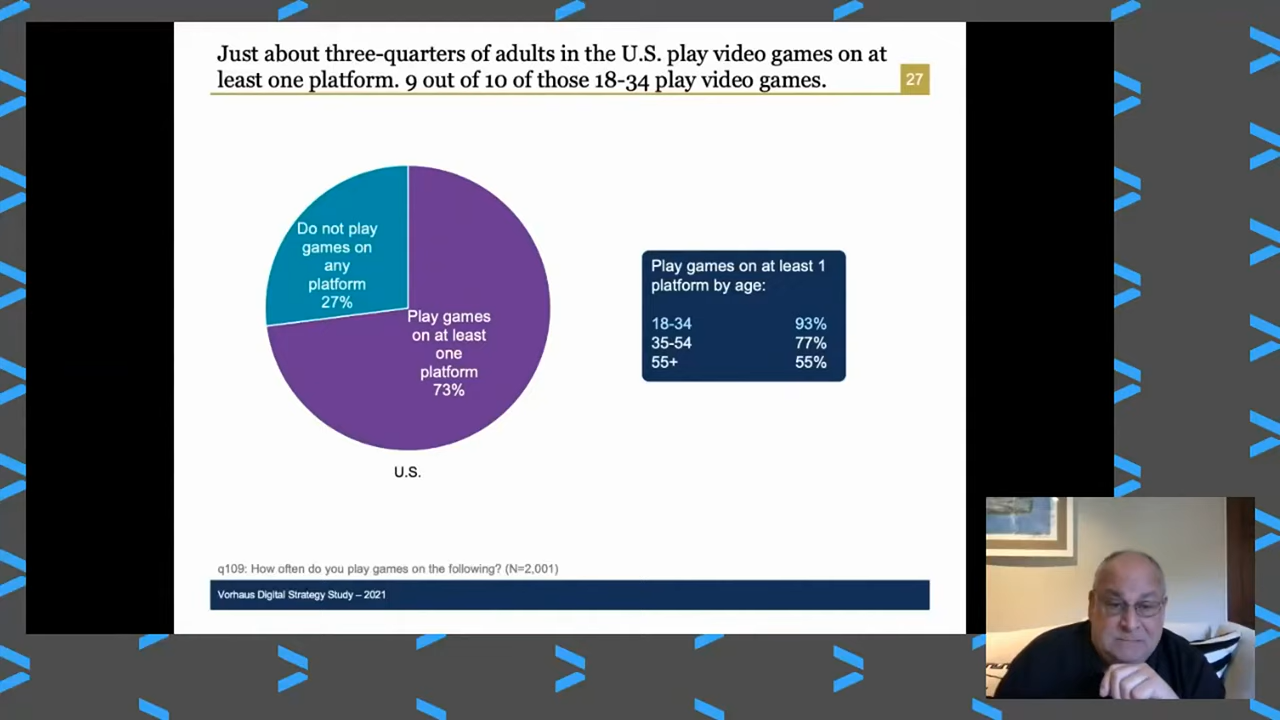 Just about three-quarters of adults in the U.S. play video games on at
least one platform. 9 out of 10 of those 18-34 play video games.
27
Do not play
games on
any
platform
27%
Play games
on at least
one
platform
73%
U.S.
Play games on at least 1
platform by age:
18-34 93%
35-54 77%
55+ 55%
q109: How often do you play games on the following? (N=2,001)
Vorhaus Digital Strategy Study – 2021